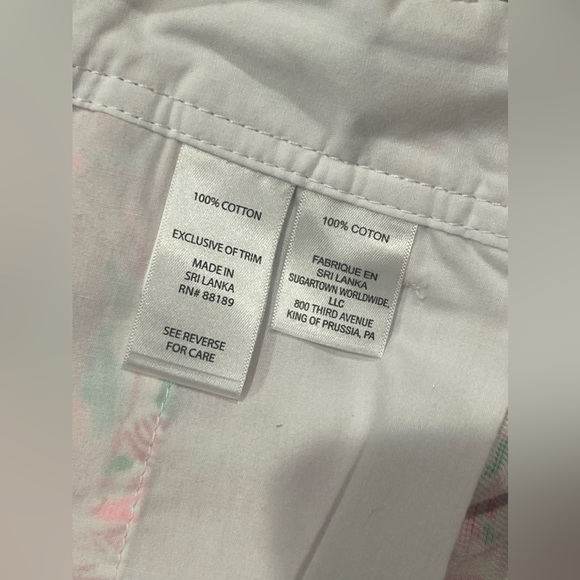 100% COTTON
EXCLUSIVE OF TRIM
MADE IN
SRI LANKA
RN# 88189
SEE REVERSE
FOR CARE
100% COTON
FABRIQUE EN
SRI LANKA
SUGARTOWN WORLDWIDE,
LLC
800 THIRD AVENUE
KING OF PRUSSIA, PA